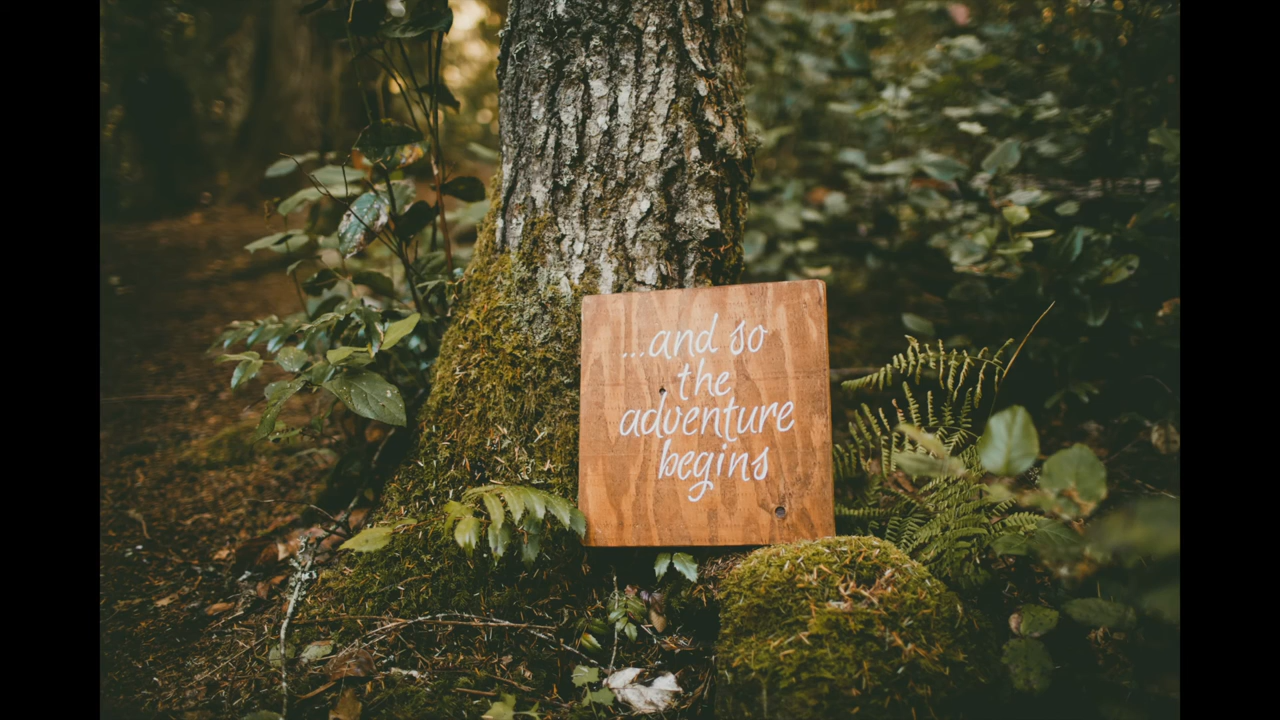 ...and so
the
adventure
begins